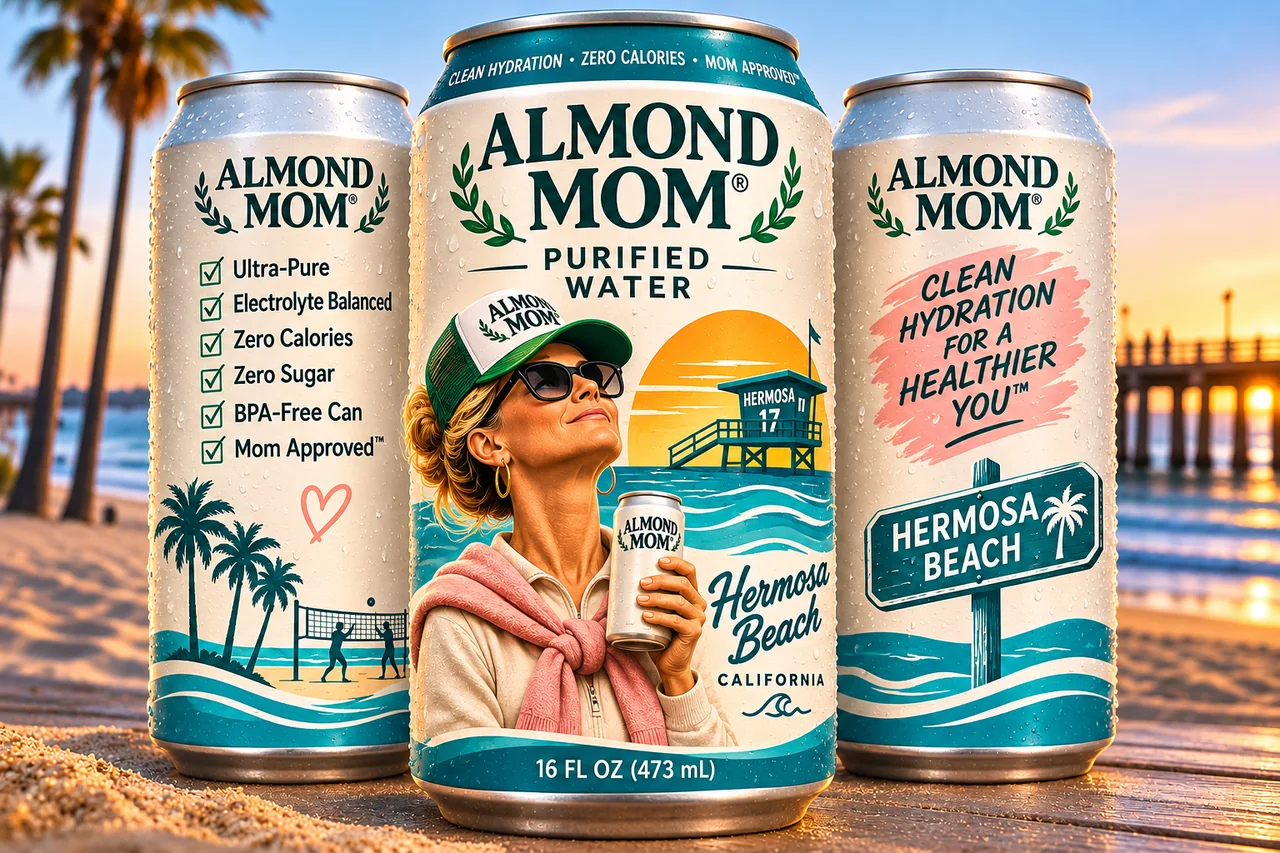 ALMOND
MOM®
Ultra-Pure
Electrolyte Balanced
Zero Calories
Zero Sugar
BPA-Free Can
Mom Approved™
CLEAN HYDRATION • ZERO CALORIES • MOM APPROVED™
ALMOND
MOM®
PURIFIED
WATER
ALMOND
MOM®
HERMOSA
17
ALMOND
MOM®
Hermosa
Beach
CALIFORNIA
16 FL OZ (473 mL)
ALMOND
MOM®
CLEAN
HYDRATION
FOR A
HEALTHIER
YOU™
HERMOSA
BEACH